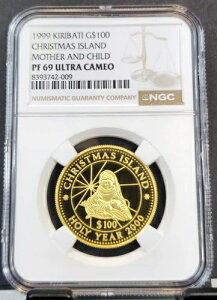 1999 KIRIBATI G$100
CHRISTMAS ISLAND
MOTHER AND CHILD
PF 69 ULTRA CAMEO
8393742-009
NGC
NUMISMATIC GUARANTY COMPANY
CHRISTMAS ISLAND
$100
HOLY YEAR 2000